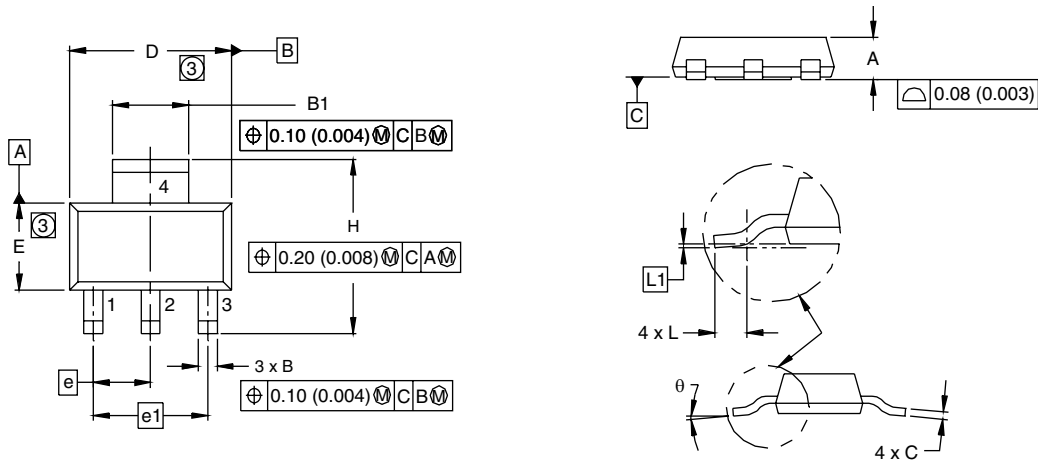 D
B
3
B1
⌖ 0.10 (0.004) Ⓜ C B Ⓜ
A
4
3
E
H
⌖ 0.20 (0.008) Ⓜ C A Ⓜ
1 2 3
3 x B
e
⌖ 0.10 (0.004) Ⓜ C B Ⓜ
e1
A
C
⌓ 0.08 (0.003)
L1
4 x L
θ
4 x C